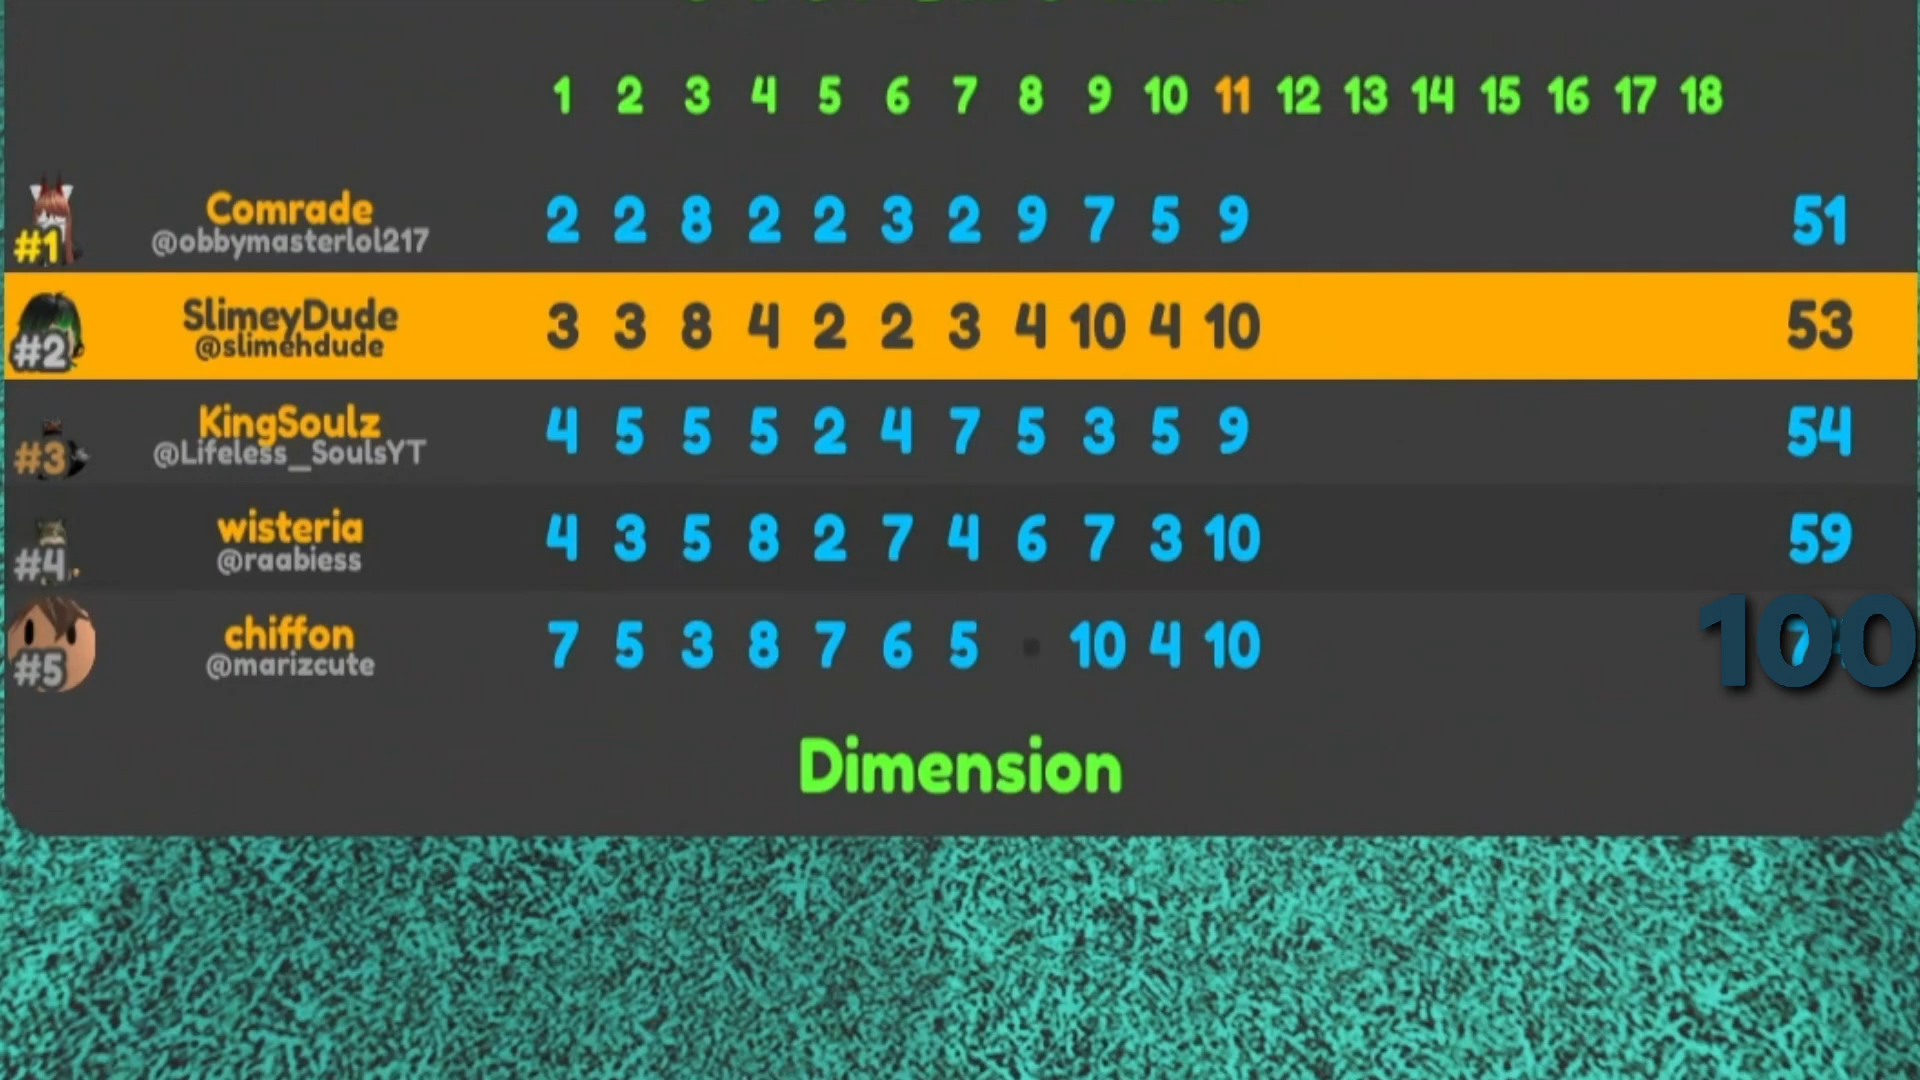 1 2 3 4 5 6 7 8 9 10 11 12 13 14 15 16 17 18
#1 Comrade 2 2 8 2 2 3 2 9 7 5 9 51
@obbymasterlol217
#2 SlimeyDude 3 3 8 4 2 2 3 4 10 4 10 53
@slimehdude
#3 KingSoulz 4 5 5 5 2 4 7 5 3 5 9 54
@Lifeless_SoulsYT
#4 wisteria 4 3 5 8 2 7 4 6 7 3 10 59
@raabiess
#5 chiffon 7 5 3 8 7 6 5 10 4 10 100
@marizcute
Dimension